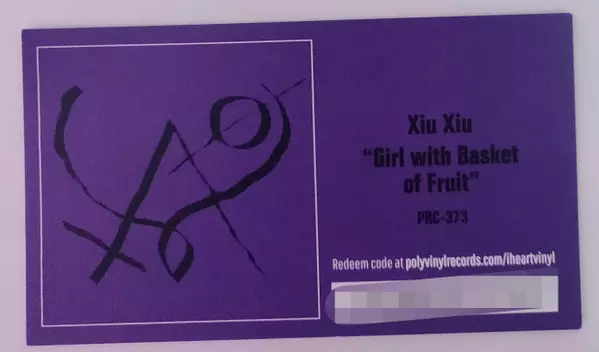 Xiu Xiu
"Girl with Basket
of Fruit"
PRC-373
Redeem code at polyvinylrecords.com/iheartvinyl